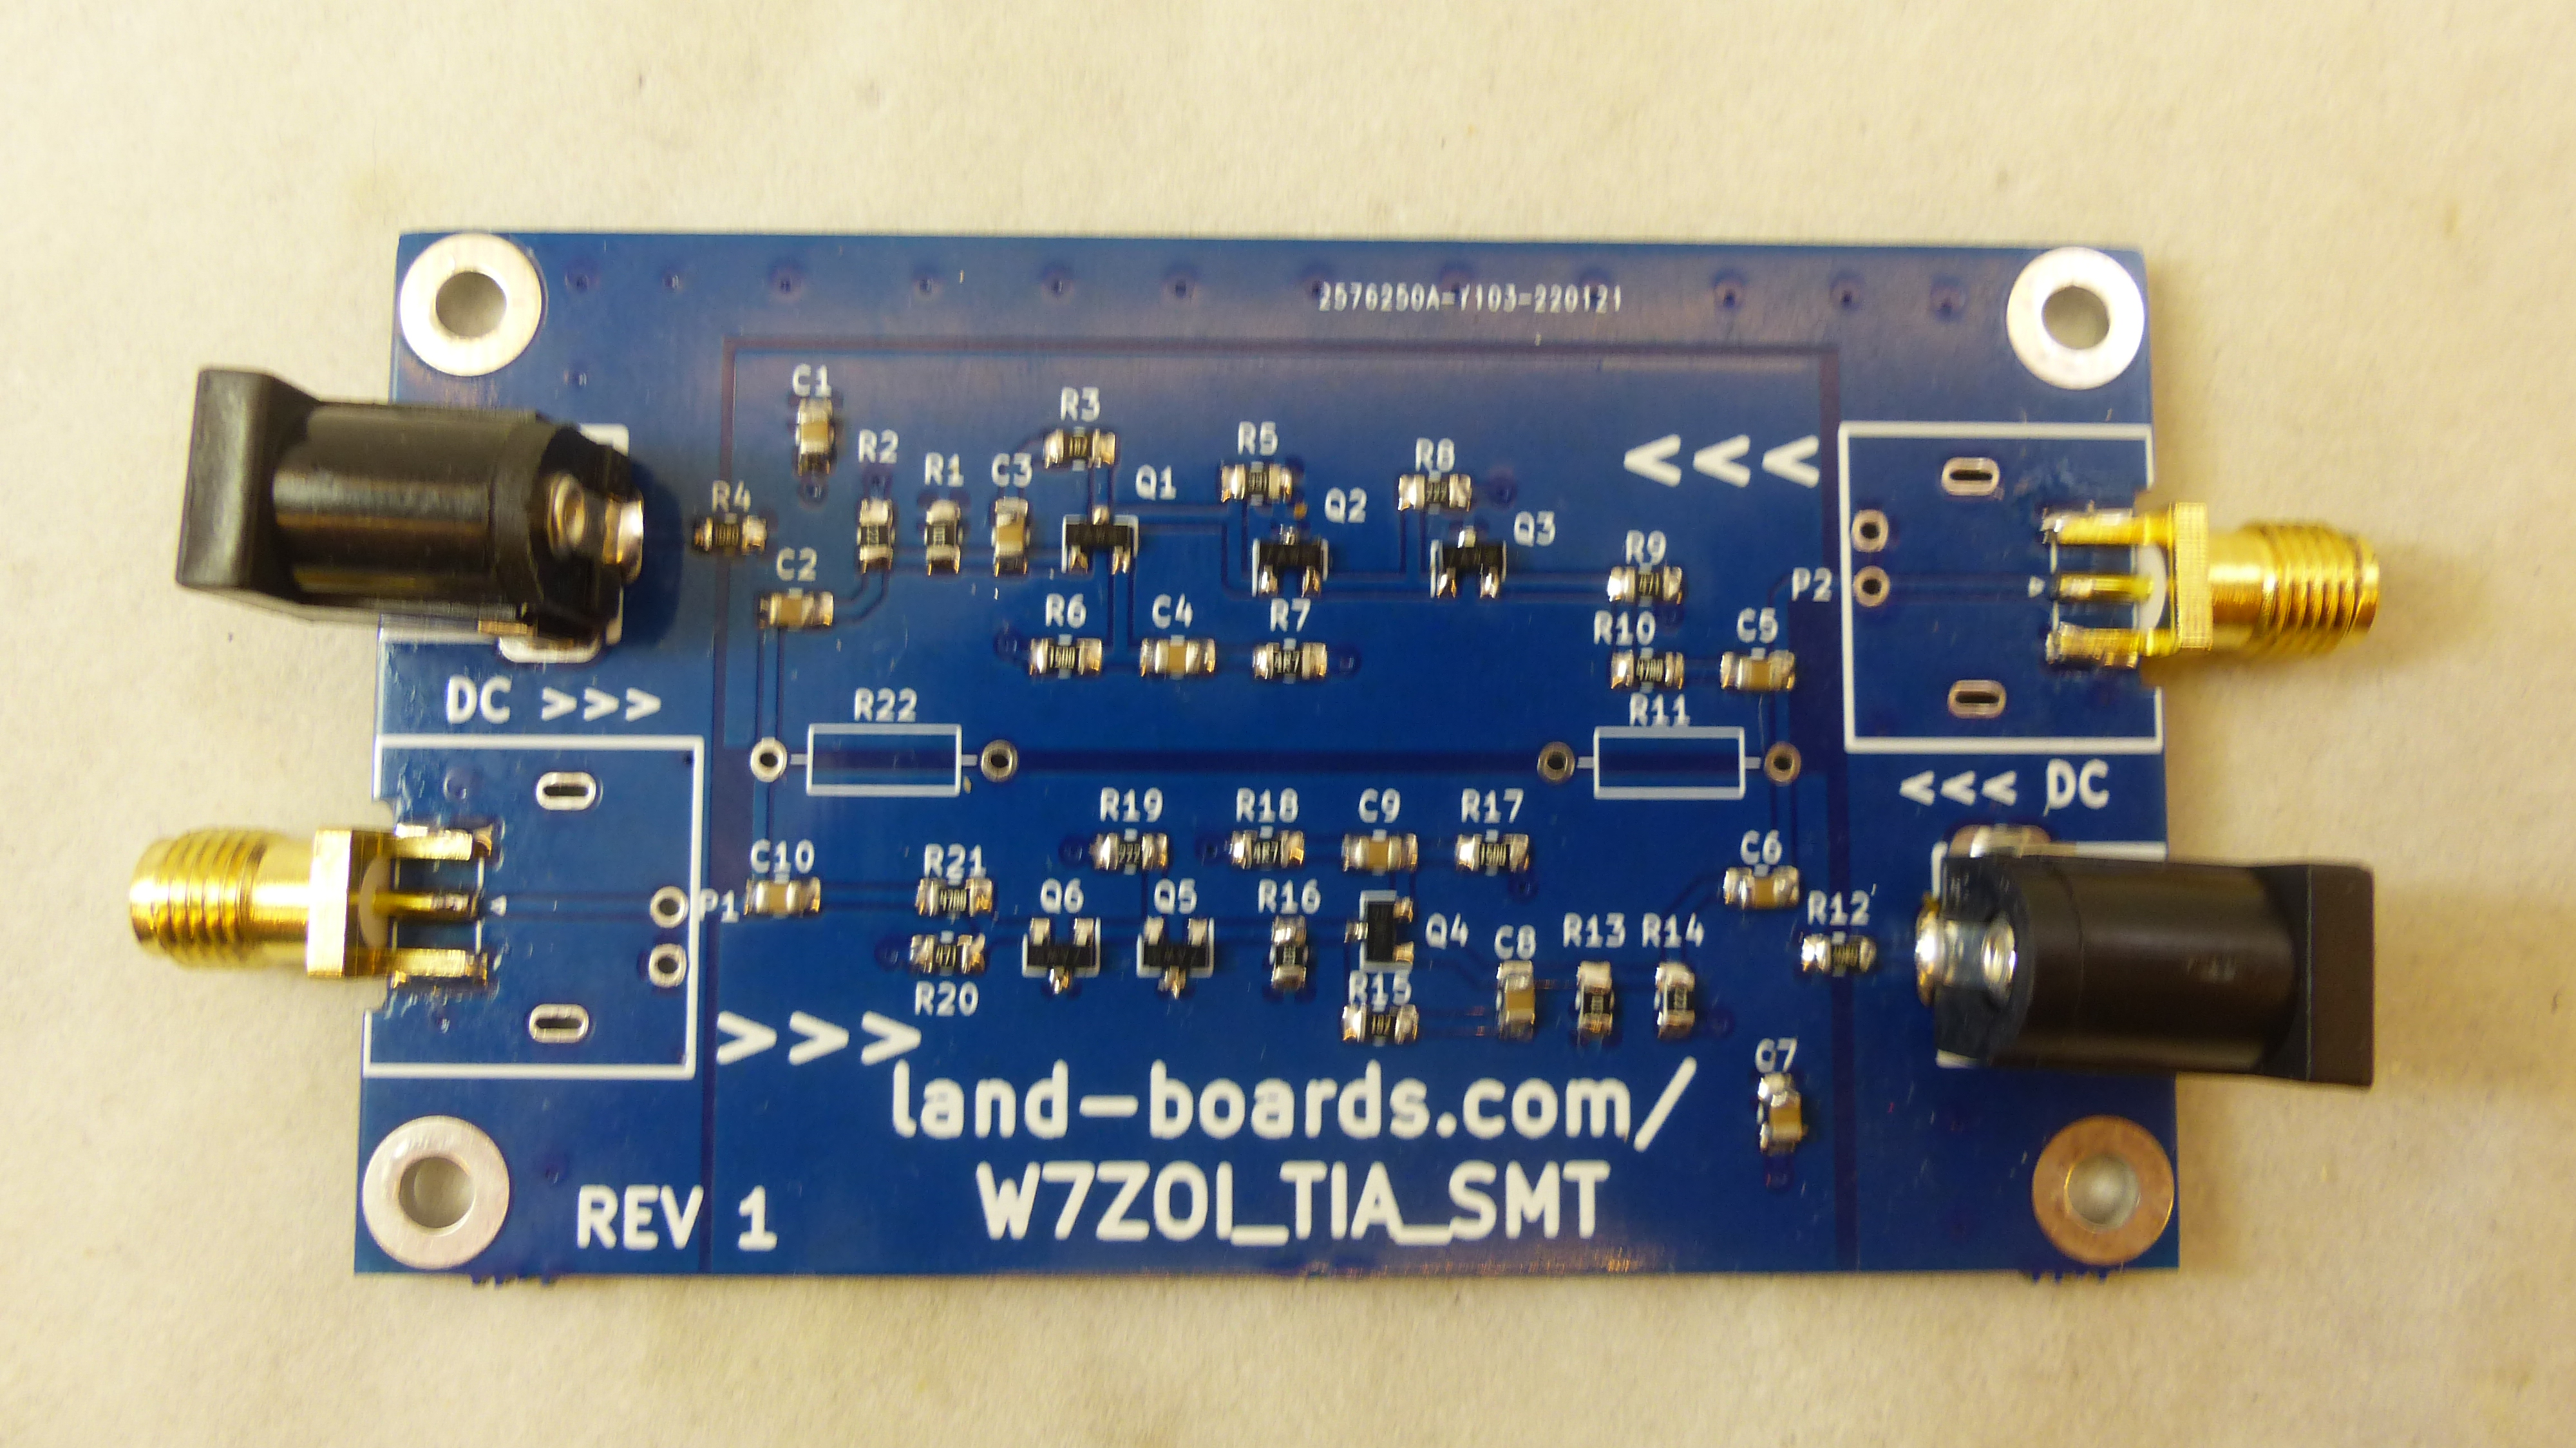 2576250A=Y103=220121
C1
R3
R2
R1
C3
Q1
R5
Q2
R8
Q3
<<<
R4
C2
R9
P2
R6
C4
R7
R10
C5
DC >>>
R22
R11
<<< DC
R19
R18
C9
R17
C10
R21
Q6
Q5
R16
Q4
C6
P1
R12
C8
R13
R14
R20
R15
>>>
C7
land-boards.com/
W7ZOI_TIA_SMT
REV 1